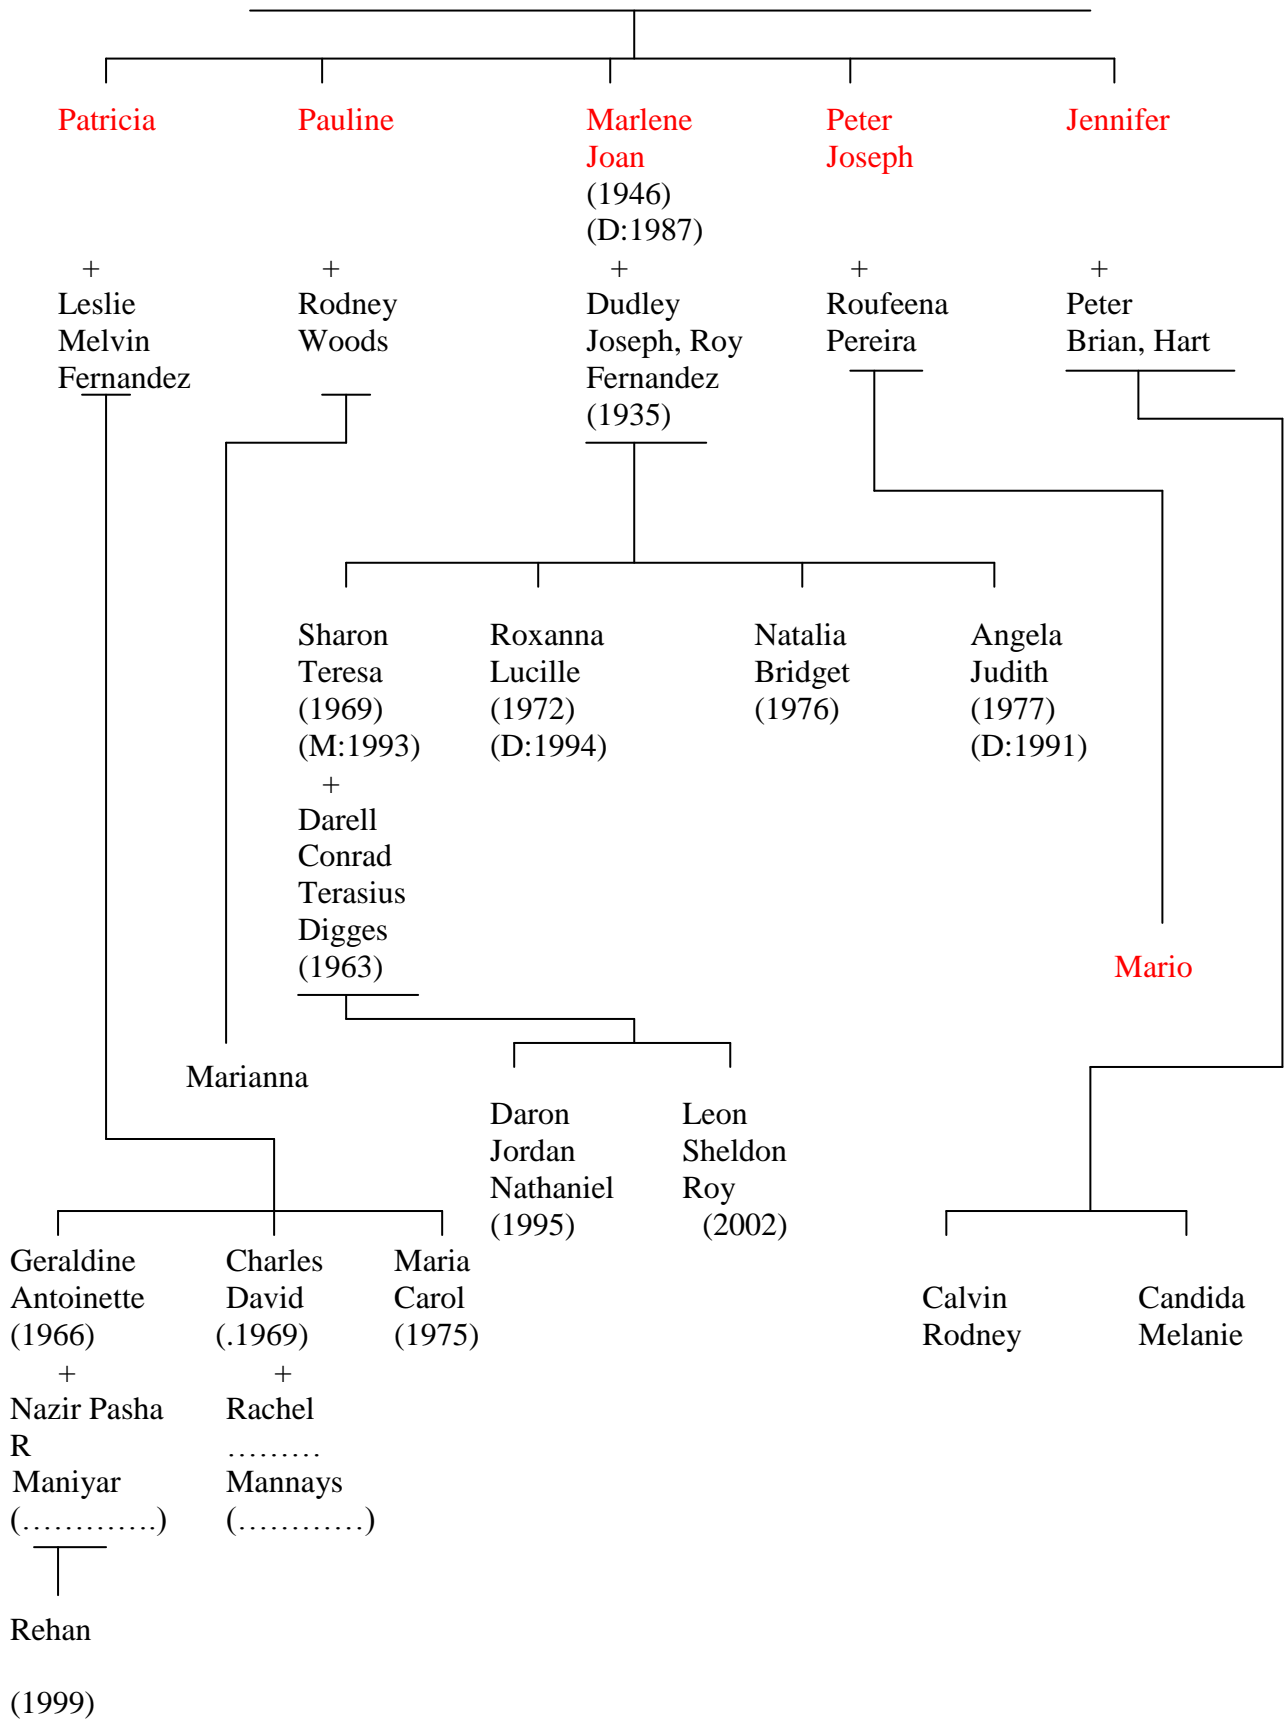 Patricia Pauline Marlene Peter Jennifer
Joan Joseph
(1946)
(D:1987)
+ + + + +
Leslie Rodney Dudley Roufeena Peter
Melvin Woods Joseph, Roy Pereira Brian, Hart
Fernandez Fernandez
(1935)
Sharon Roxanna Natalia Angela
Teresa Lucille Bridget Judith
(1969) (1972) (1976) (1977)
(M:1993) (D:1994) (D:1991)
+
Darell
Conrad
Terasius
Digges
(1963) Mario
Marianna
Daron Leon
Jordan Sheldon
Nathaniel Roy
(1995) (2002)
Geraldine Charles Maria
Antoinette David Carol Calvin Candida
(1966) (.1969) (1975) Rodney Melanie
+ +
Nazir Pasha Rachel
R ………
Maniyar Mannays
(………….) (…………)
Rehan
(1999)